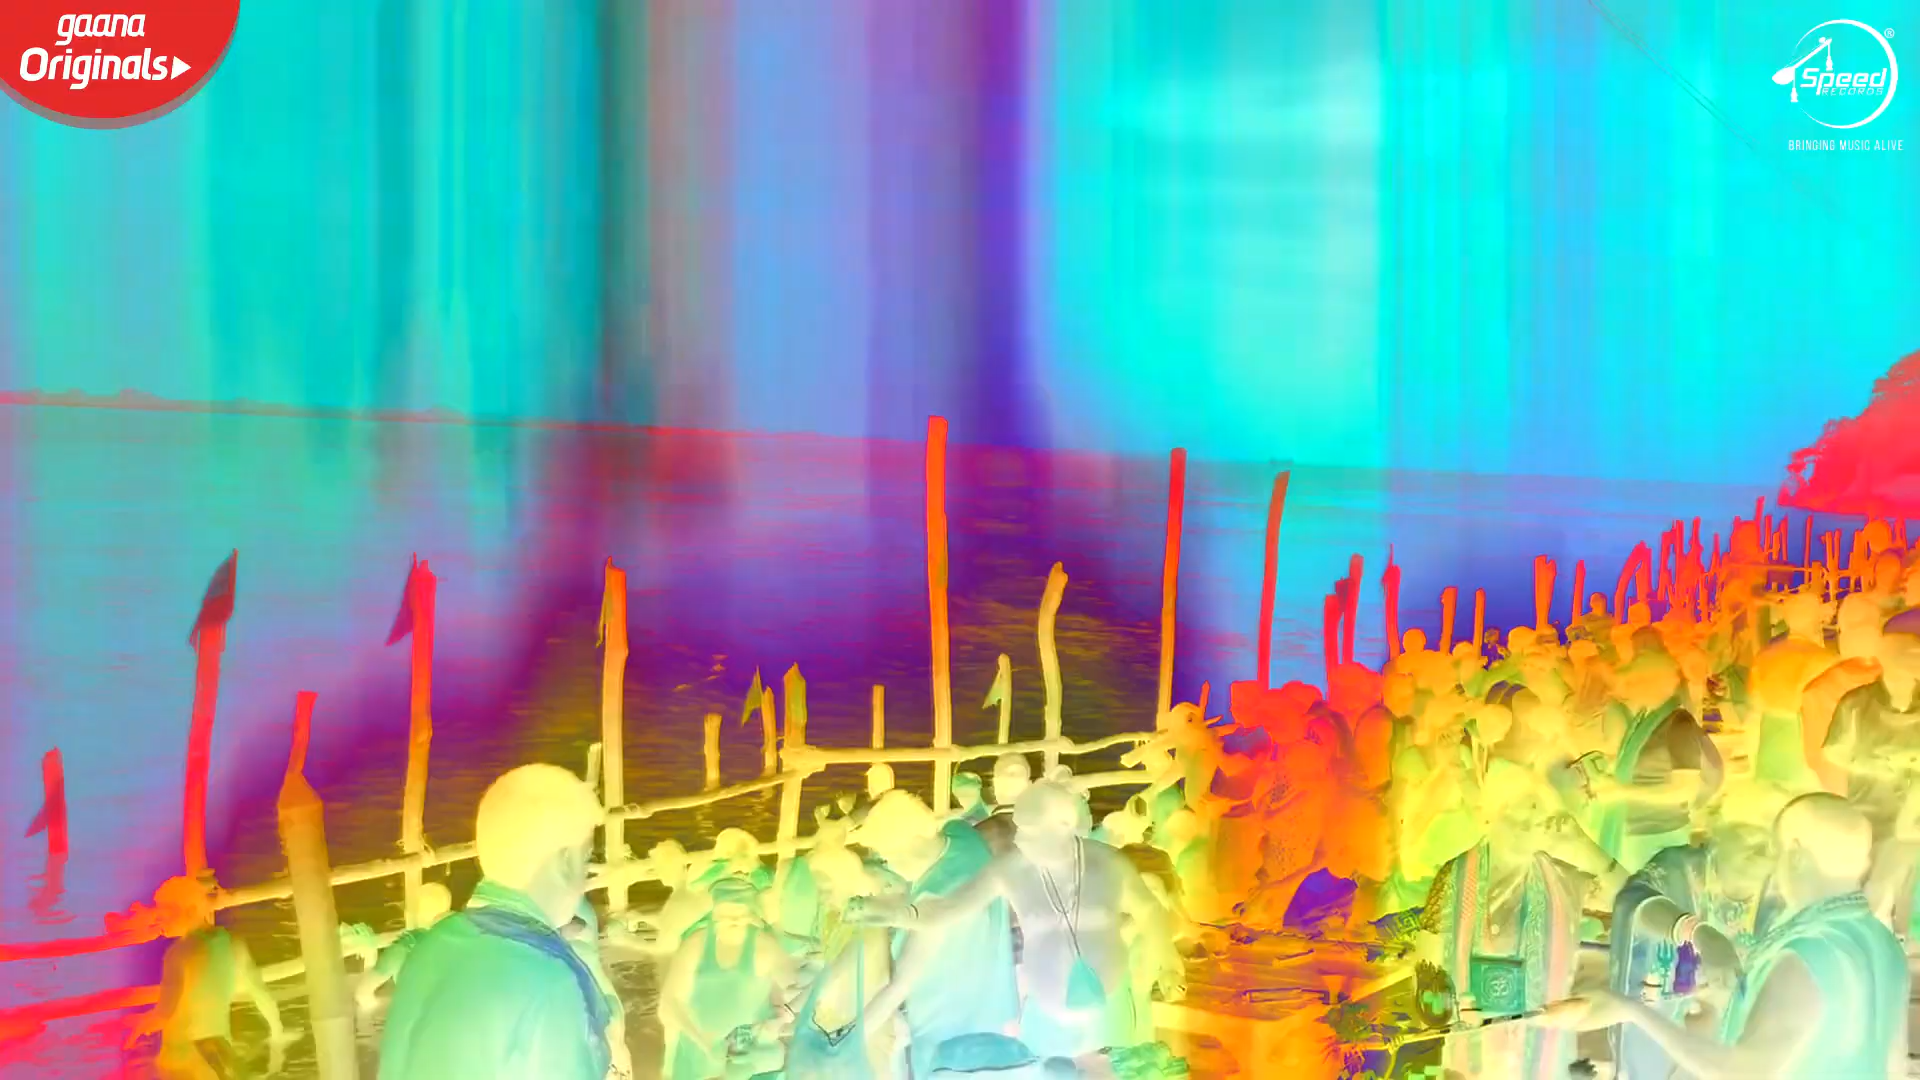 gaana
Originals
Speed
RECORDS
®
BRINGING MUSIC ALIVE
ॐ